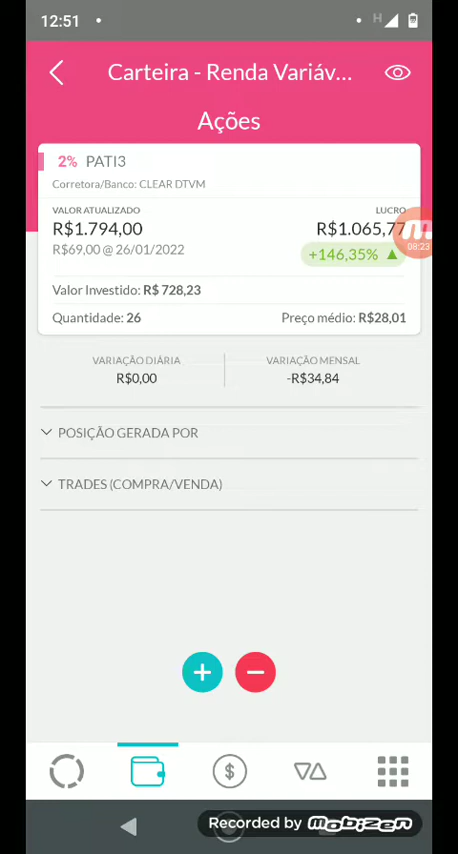 12:51
H
Carteira - Renda Variáv...
Ações
2% PATI3
Corretora/Banco: CLEAR DTVM
VALOR ATUALIZADO
LUCRO
R$1.794,00
R$1.065,77
R$69,00 @ 26/01/2022
+146,35% ▲
08:23
Valor Investido: R$ 728,23
Quantidade: 26
Preço médio: R$28,01
VARIAÇÃO DIÁRIA
VARIAÇÃO MENSAL
R$0,00
-R$34,84
POSIÇÃO GERADA POR
TRADES (COMPRA/VENDA)
Recorded by mobizen